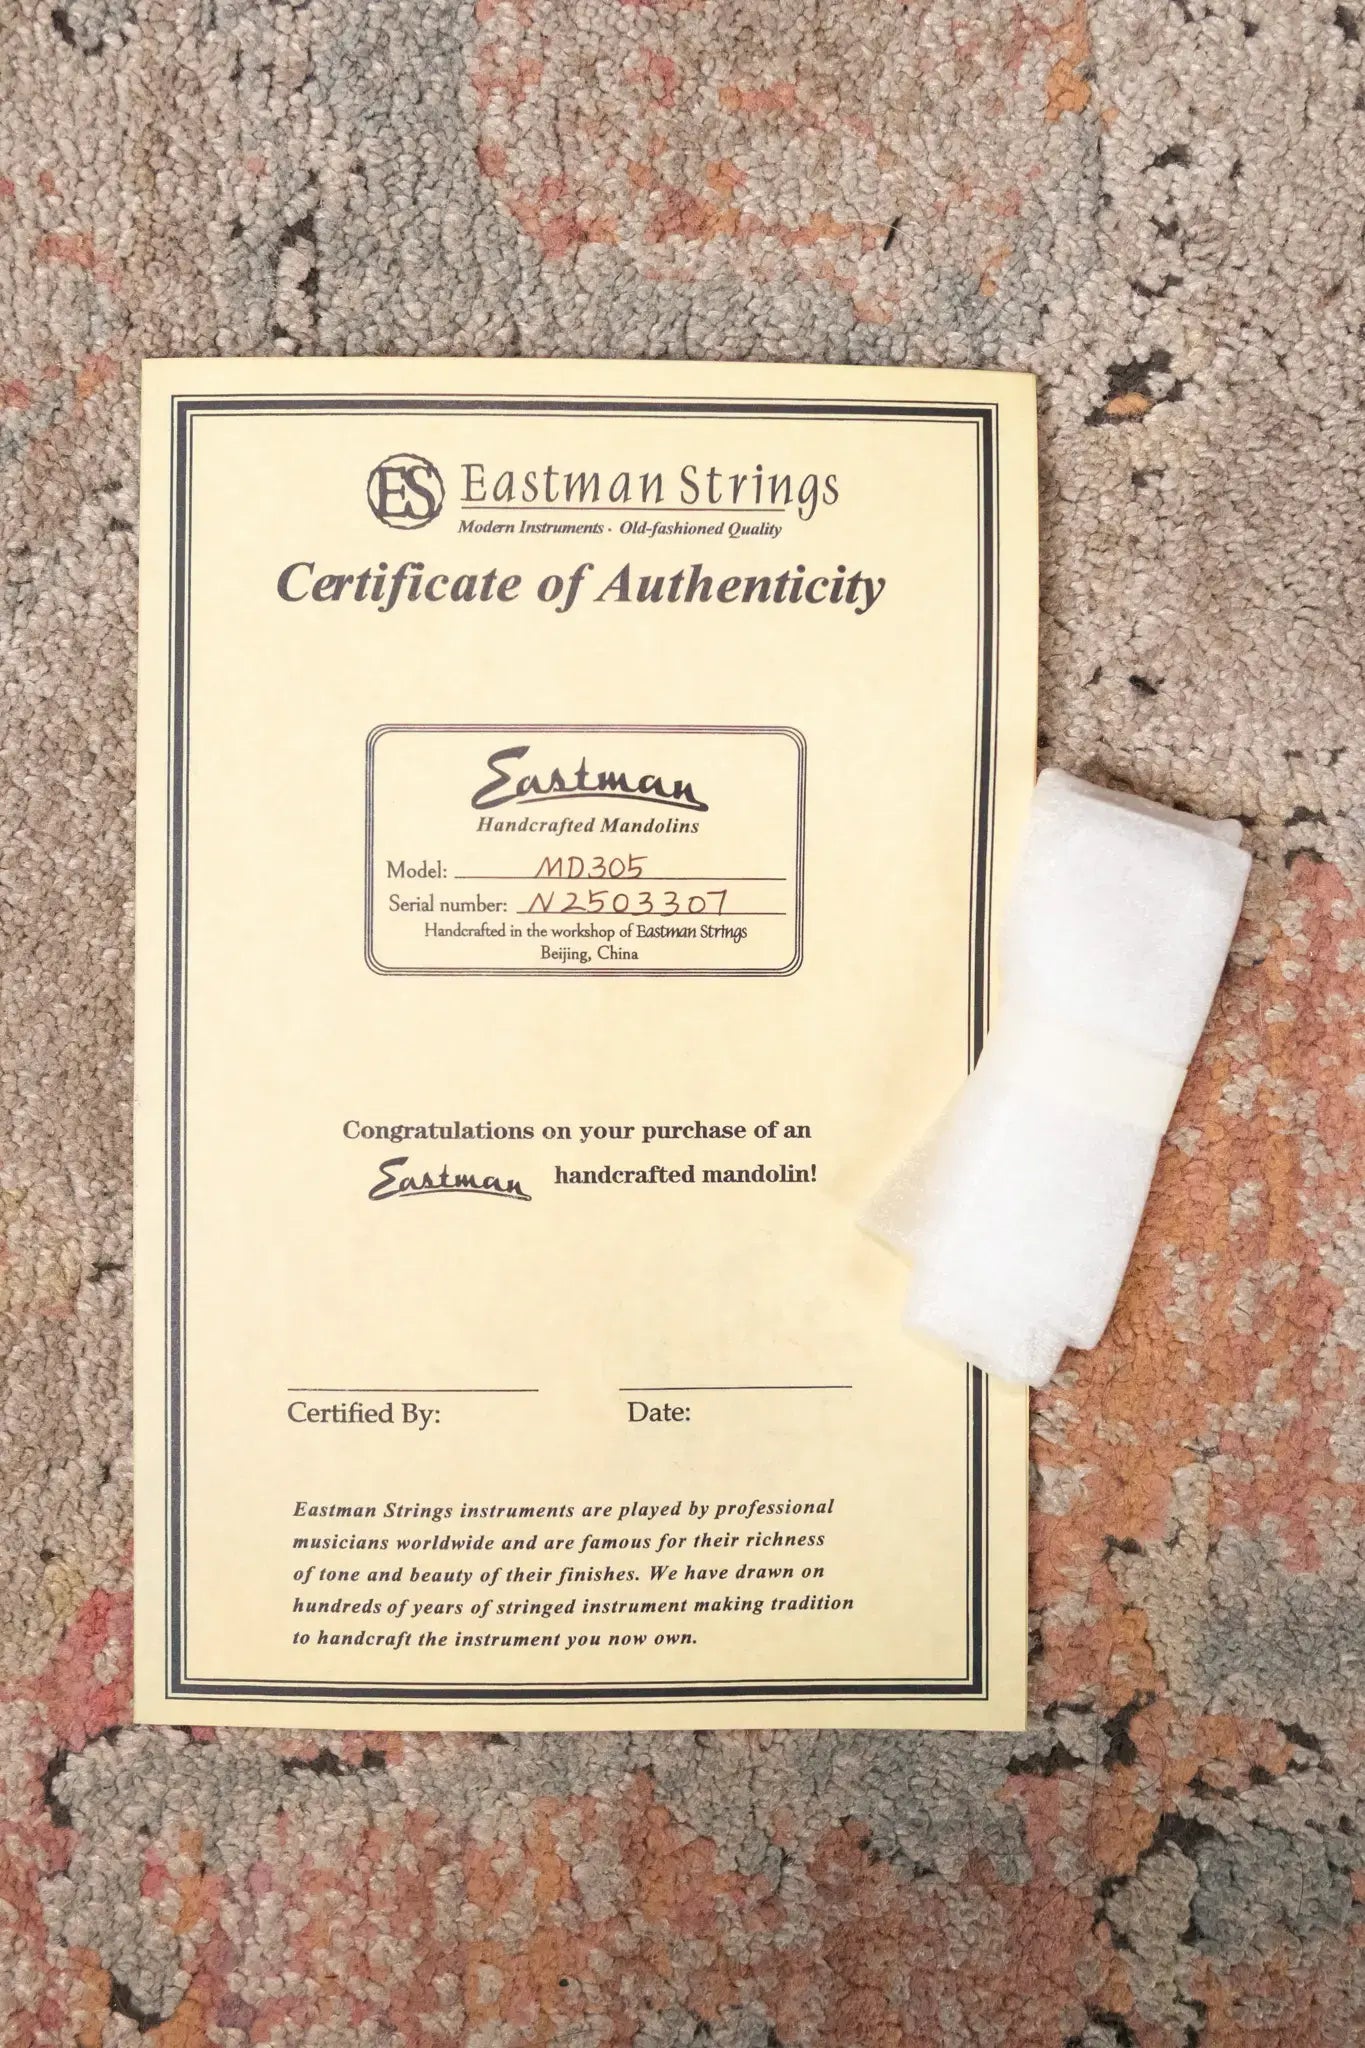 ES Eastman Strings
Modern Instruments · Old-fashioned Quality
Certificate of Authenticity
Eastman
Handcrafted Mandolins
Model: MD305
Serial number: N2503307
Handcrafted in the workshop of Eastman Strings
Beijing, China
Congratulations on your purchase of an
Eastman handcrafted mandolin!
Certified By: Date:
Eastman Strings instruments are played by professional
musicians worldwide and are famous for their richness
of tone and beauty of their finishes. We have drawn on
hundreds of years of stringed instrument making tradition
to handcraft the instrument you now own.